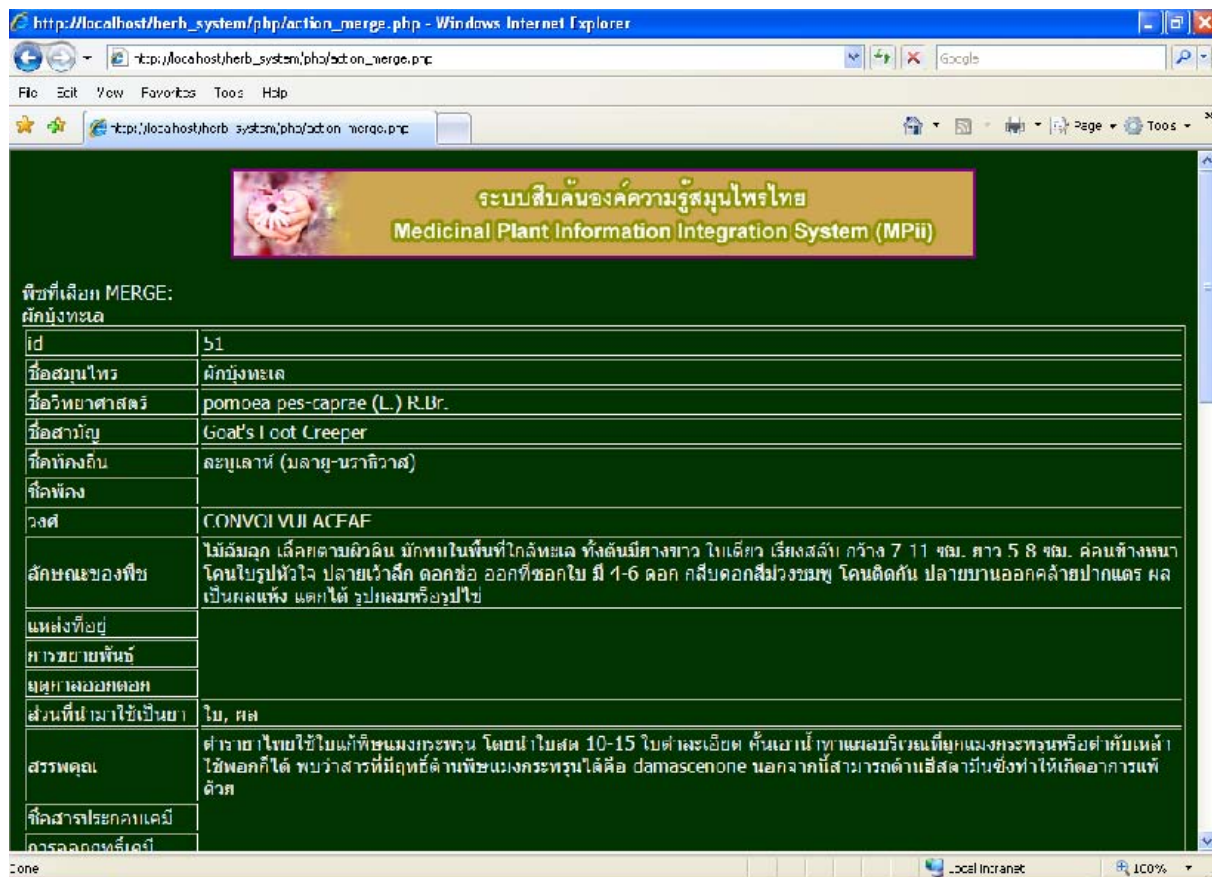 http://localhost/herb_system/php/action_merge.php - Windows Internet Explorer
http://localhost/herb_system/php/action_merge.php
Google
File Edit View Favorites Tools Help
http://localhost/herb_system/php/action_merge.php
Page Tools
ระบบสืบค้นองค์ความรู้สมุนไพรไทย
Medicinal Plant Information Integration System (MPii)
พืชที่เลือก MERGE:
ผักบุ้งทะเล
id 51
ชื่อสมุนไพร ผักบุ้งทะเล
ชื่อวิทยาศาสตร์ pomoea pes-caprae (L.) R.Br.
ชื่อสามัญ Goat's Foot Creeper
ชื่อท้องถิ่น ละบูเลาห์ (มลายู-นราธิวาส)
ชื่อพ้อง
วงศ์ CONVOLVULACEAE
ลักษณะของพืช ไม้ล้มลุก เลื้อยตามผิวดิน มักพบในพื้นที่ใกล้ทะเล ทั้งต้นมียางขาว ใบเดี่ยว เรียงสลับ กว้าง 7-11 ซม. ยาว 5-8 ซม. ค่อนข้างหนา
โคนใบรูปหัวใจ ปลายเว้าลึก ดอกช่อ ออกที่ซอกใบ มี 4-6 ดอก กลีบดอกสีม่วงชมพู โคนติดกัน ปลายบานออกคล้ายปากแตร ผล
เป็นผลแห้ง แตกได้ รูปกลมหรือรูปไข่
แหล่งที่อยู่
การขยายพันธุ์
ฤดูกาลออกดอก
ส่วนที่นำมาใช้เป็นยา ใบ, ผล
สรรพคุณ ตำรายาไทยใช้ใบแก้พิษแมงกะพรุน โดยนำใบสด 10-15 ใบตำละเอียด คั้นเอาน้ำทาแผลบริเวณที่ถูกแมงกะพรุนหรือตำกับเหล้า
ใช้พอกก็ได้ พบว่าสารที่มีฤทธิ์ต้านพิษแมงกะพรุนได้คือ damascenone นอกจากนี้สามารถต้านฮีสตามีนซึ่งทำให้เกิดอาการแพ้
ด้วย
ชื่อสารประกอบเคมี
การออกฤทธิ์เคมี
Done Local intranet 100%